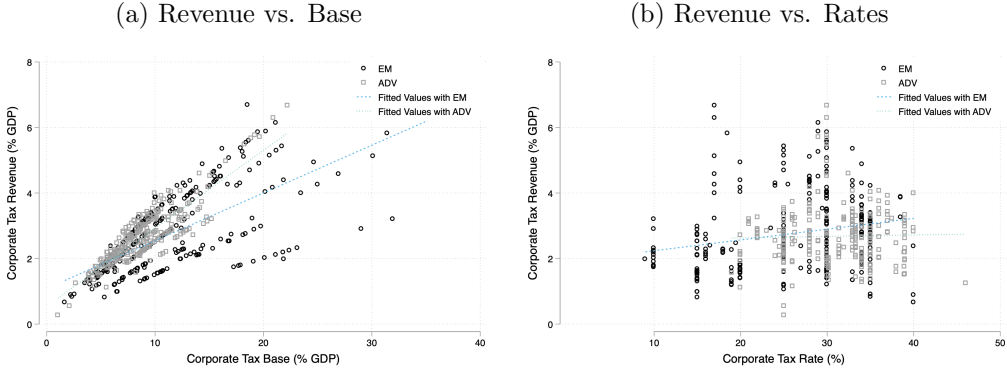 (a) Revenue vs. Base
EM
ADV
Fitted Values with EM
Fitted Values with ADV
Corporate Tax Revenue (% GDP)
8
6
4
2
0
0 10 20 30 40
Corporate Tax Base (% GDP)
(b) Revenue vs. Rates
EM
ADV
Fitted Values with EM
Fitted Values with ADV
Corporate Tax Revenue (% GDP)
8
6
4
2
0
10 20 30 40 50
Corporate Tax Rate (%)